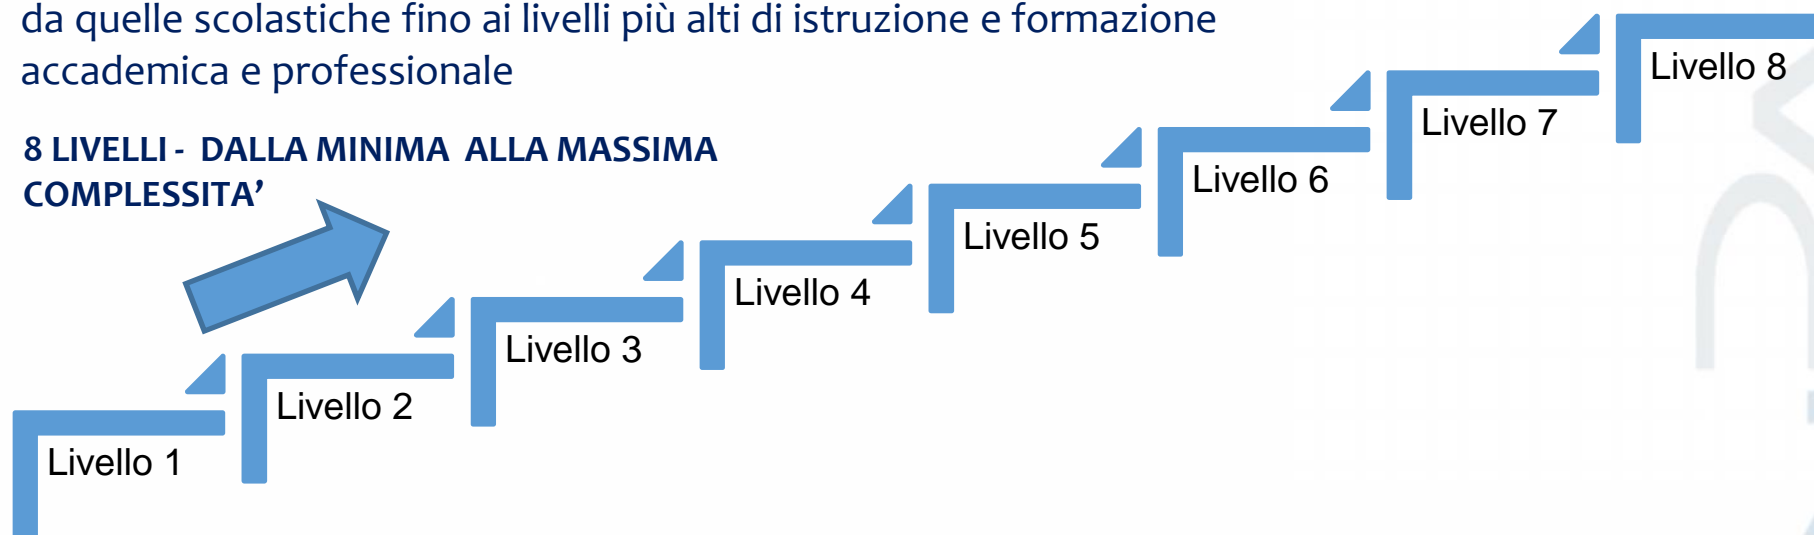 da quelle scolastiche fino ai livelli più alti di istruzione e formazione
accademica e professionale
8 LIVELLI - DALLA MINIMA ALLA MASSIMA
COMPLESSITA’
Livello 1
Livello 2
Livello 3
Livello 4
Livello 5
Livello 6
Livello 7
Livello 8